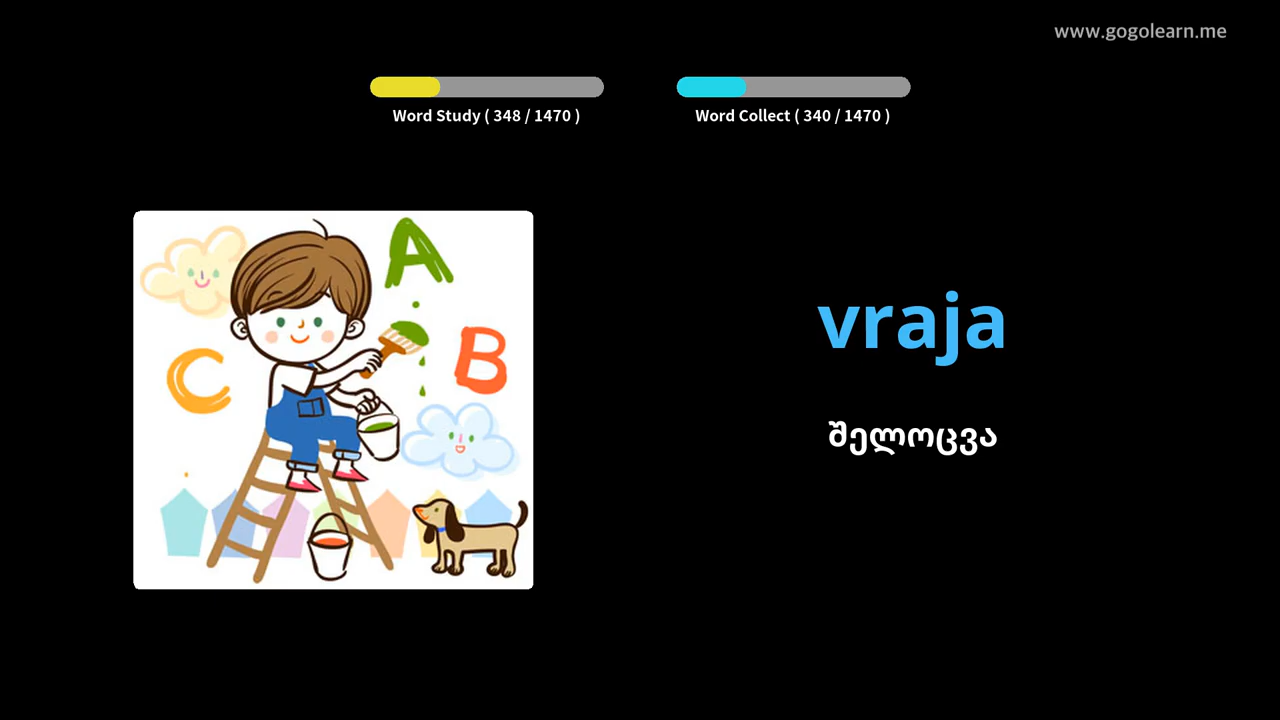 www.gogolearn.me
Word Study ( 348 / 1470 )
Word Collect ( 340 / 1470 )
A
B
C
vraja
შელოცვა